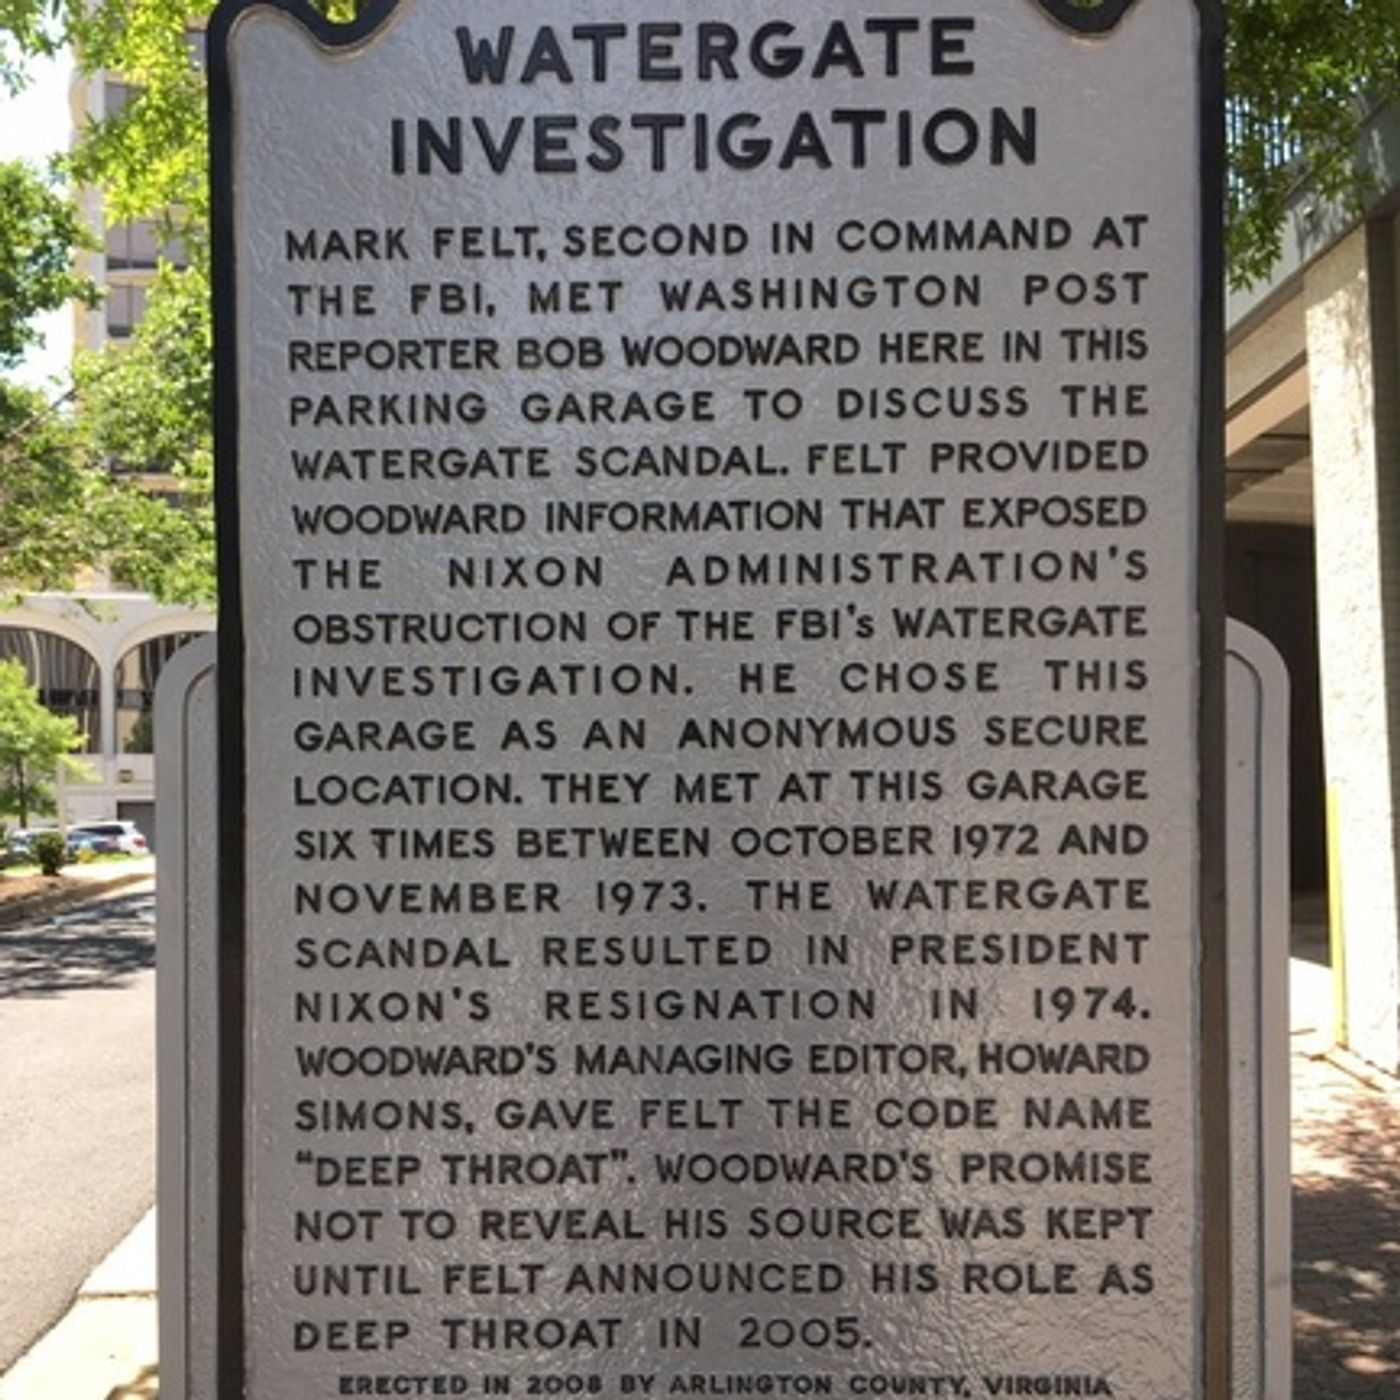 WATERGATE
INVESTIGATION
MARK FELT, SECOND IN COMMAND AT
THE FBI, MET WASHINGTON POST
REPORTER BOB WOODWARD HERE IN THIS
PARKING GARAGE TO DISCUSS THE
WATERGATE SCANDAL. FELT PROVIDED
WOODWARD INFORMATION THAT EXPOSED
THE NIXON ADMINISTRATION'S
OBSTRUCTION OF THE FBI's WATERGATE
INVESTIGATION. HE CHOSE THIS
GARAGE AS AN ANONYMOUS SECURE
LOCATION. THEY MET AT THIS GARAGE
SIX TIMES BETWEEN OCTOBER 1972 AND
NOVEMBER 1973. THE WATERGATE
SCANDAL RESULTED IN PRESIDENT
NIXON'S RESIGNATION IN 1974.
WOODWARD'S MANAGING EDITOR, HOWARD
SIMONS, GAVE FELT THE CODE NAME
“DEEP THROAT”. WOODWARD'S PROMISE
NOT TO REVEAL HIS SOURCE WAS KEPT
UNTIL FELT ANNOUNCED HIS ROLE AS
DEEP THROAT IN 2005.
ERECTED IN 2008 BY ARLINGTON COUNTY, VIRGINIA